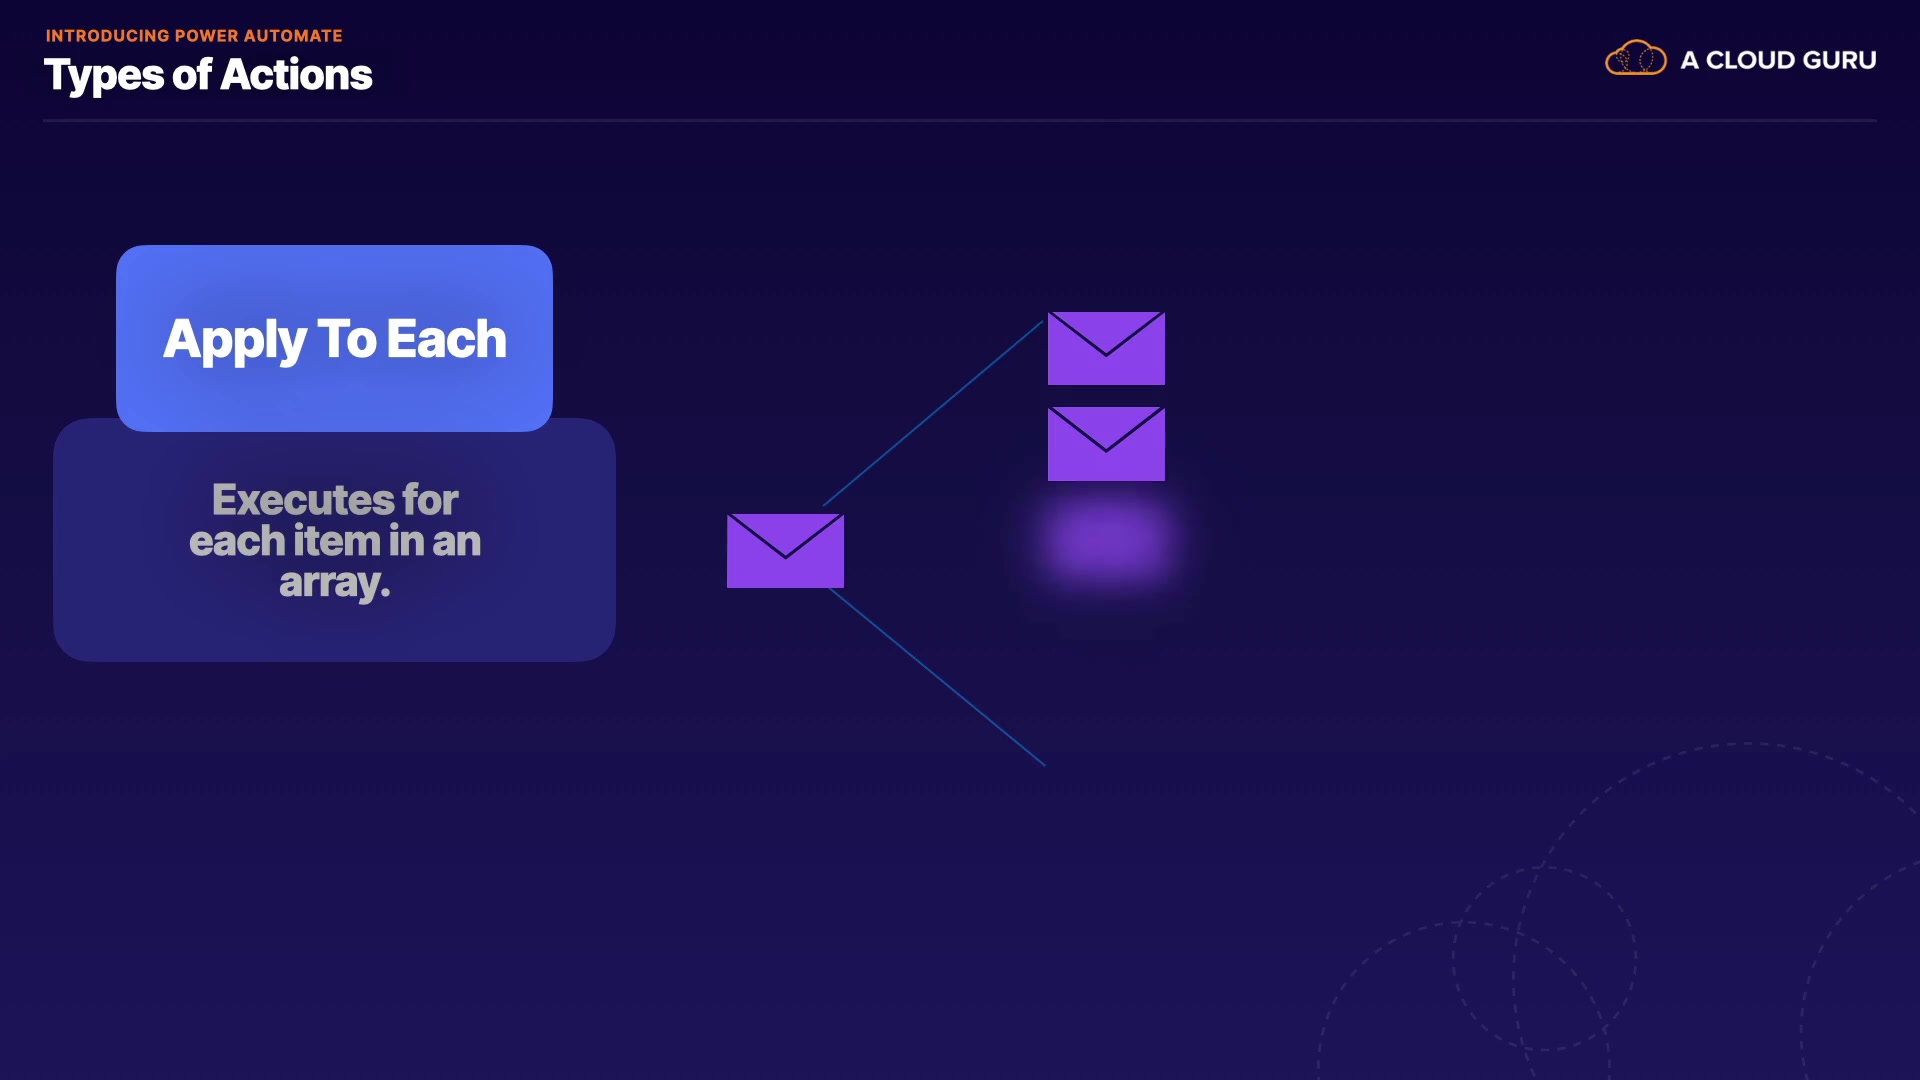 INTRODUCING POWER AUTOMATE
Types of Actions
A CLOUD GURU
Apply To Each
Executes for
each item in an
array.